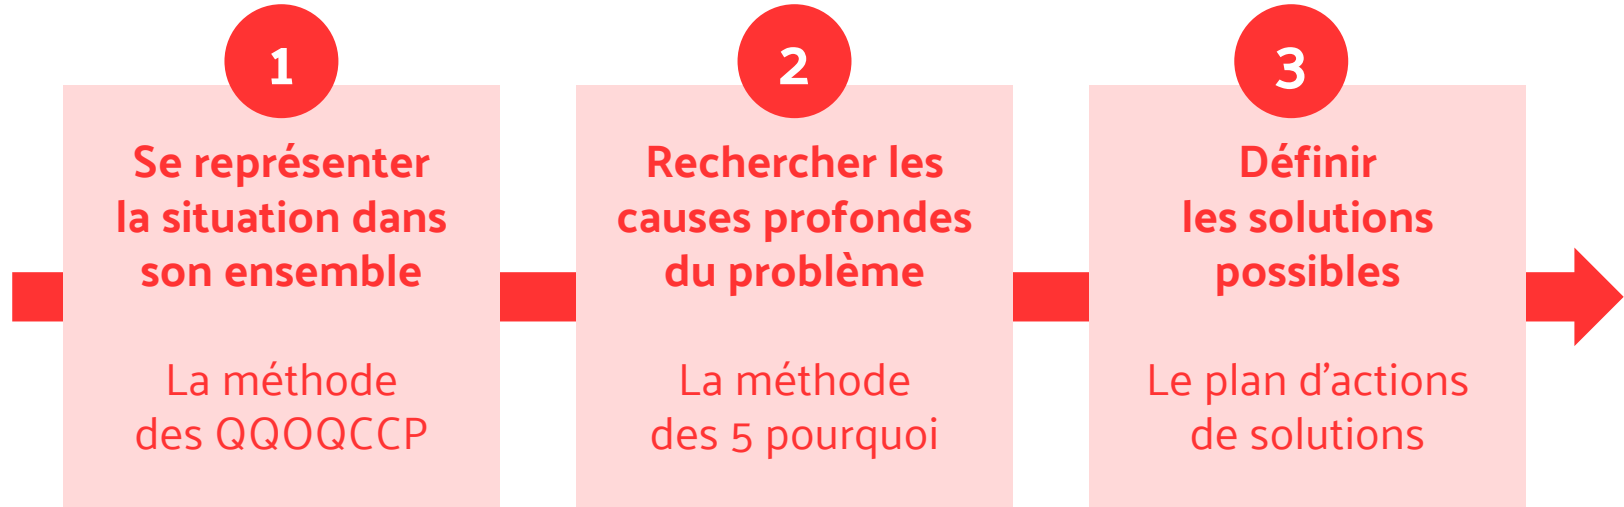 1
Se représenter
la situation dans
son ensemble
La méthode
des QQOQCCP
2
Rechercher les
causes profondes
du problème
La méthode
des 5 pourquoi
3
Définir
les solutions
possibles
Le plan d’actions
de solutions